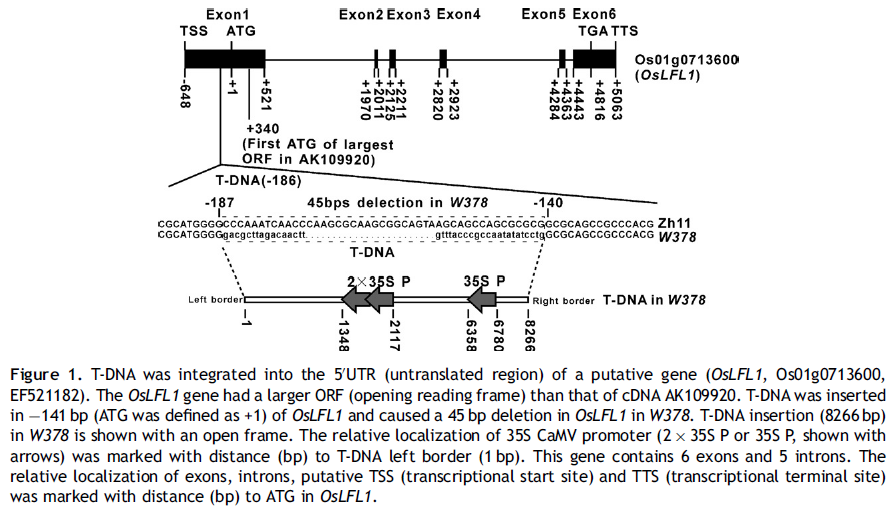 Exon1 Exon2 Exon3 Exon4 Exon5 Exon6
TSS ATG TGA TTS
Os01g0713600
(OsLFL1)
-648 +1 +521 +1970 +2011 +2125 +2211 +2820 +2923 +4284 +4363 +4443 +4816 +5063
+340
(First ATG of largest
ORF in AK109920)
T-DNA(-186)
-187 45bps deletion in W378 -140
CGCATGGGGCCCAAATCAACCCAAGCGCAAGCGGCAGTAAGCAGCCAGCGCGCGGCGCAGCCGCCCACG Zh11
CGCATGGGGgacgcttagacaactt......................gtttacccgccaatatatcctgGCGCAGCCGCCCACG W378
T-DNA
2×35S P 35S P
Left border Right border T-DNA in W378
1 1348 2117 6358 6780 8266
Figure 1. T-DNA was integrated into the 5′UTR (untranslated region) of a putative gene (OsLFL1, Os01g0713600,
EF521182). The OsLFL1 gene had a larger ORF (opening reading frame) than that of cDNA AK109920. T-DNA was inserted
in −141 bp (ATG was defined as +1) of OsLFL1 and caused a 45 bp deletion in OsLFL1 in W378. T-DNA insertion (8266 bp)
in W378 is shown with an open frame. The relative localization of 35S CaMV promoter (2 × 35S P or 35S P, shown with
arrows) was marked with distance (bp) to T-DNA left border (1 bp). This gene contains 6 exons and 5 introns. The
relative localization of exons, introns, putative TSS (transcriptional start site) and TTS (transcriptional terminal site)
was marked with distance (bp) to ATG in OsLFL1.